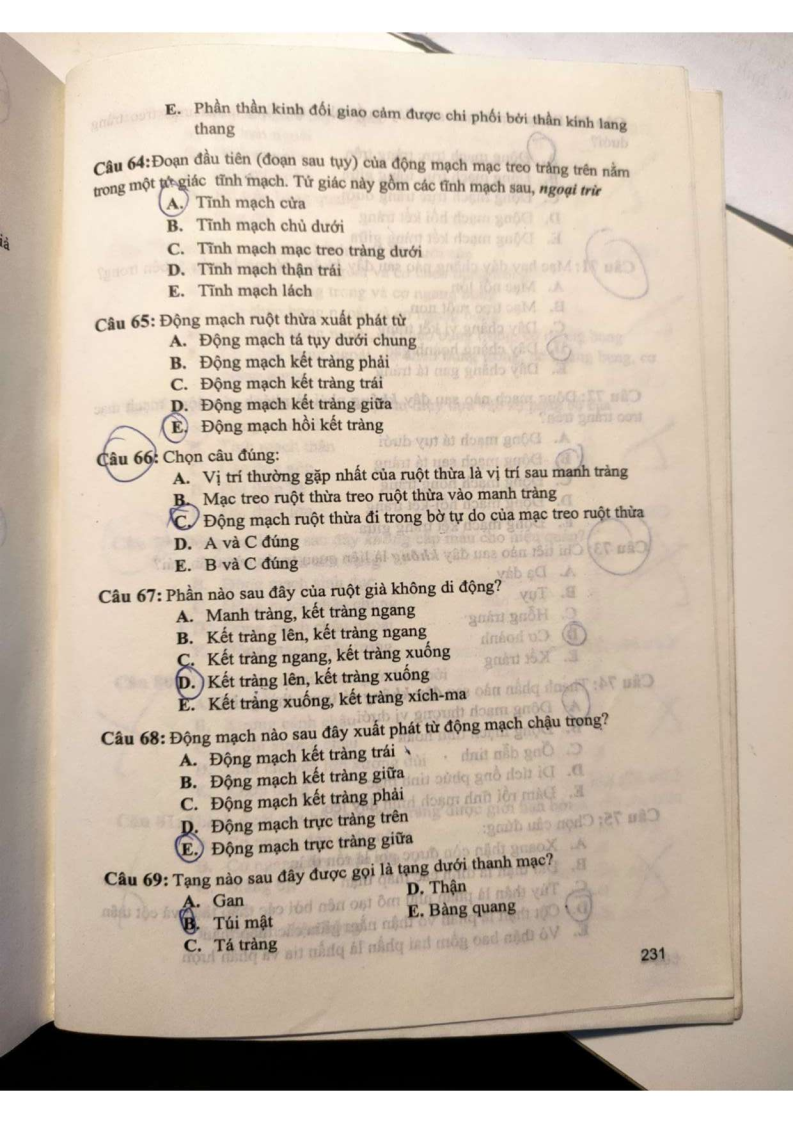 E. Phần thần kinh đối giao cảm được chi phối bởi thần kinh lang
thang
Câu 64: Đoạn đầu tiên (đoạn sau tụy) của động mạch mạc treo tràng trên nằm
trong một tứ giác tĩnh mạch. Tứ giác này gồm các tĩnh mạch sau, ngoại trừ
A. Tĩnh mạch cửa
B. Tĩnh mạch chủ dưới
C. Tĩnh mạch mạc treo tràng dưới
D. Tĩnh mạch thận trái
E. Tĩnh mạch lách
Câu 65: Động mạch ruột thừa xuất phát từ
A. Động mạch tá tụy dưới chung
B. Động mạch kết tràng phải
C. Động mạch kết tràng trái
D. Động mạch kết tràng giữa
E. Động mạch hồi kết tràng
Câu 66: Chọn câu đúng:
A. Vị trí thường gặp nhất của ruột thừa là vị trí sau manh tràng
B. Mạc treo ruột thừa treo ruột thừa vào manh tràng
C. Động mạch ruột thừa đi trong bờ tự do của mạc treo ruột thừa
D. A và C đúng
E. B và C đúng
Câu 67: Phần nào sau đây của ruột già không di động?
A. Manh tràng, kết tràng ngang
B. Kết tràng lên, kết tràng ngang
C. Kết tràng ngang, kết tràng xuống
D. Kết tràng lên, kết tràng xuống
E. Kết tràng xuống, kết tràng xích-ma
Câu 68: Động mạch nào sau đây xuất phát từ động mạch chậu trong?
A. Động mạch kết tràng trái
B. Động mạch kết tràng giữa
C. Động mạch kết tràng phải
D. Động mạch trực tràng trên
E. Động mạch trực tràng giữa
Câu 69: Tạng nào sau đây được gọi là tạng dưới thanh mạc?
A. Gan
D. Thận
B. Túi mật
E. Bàng quang
C. Tá tràng
231